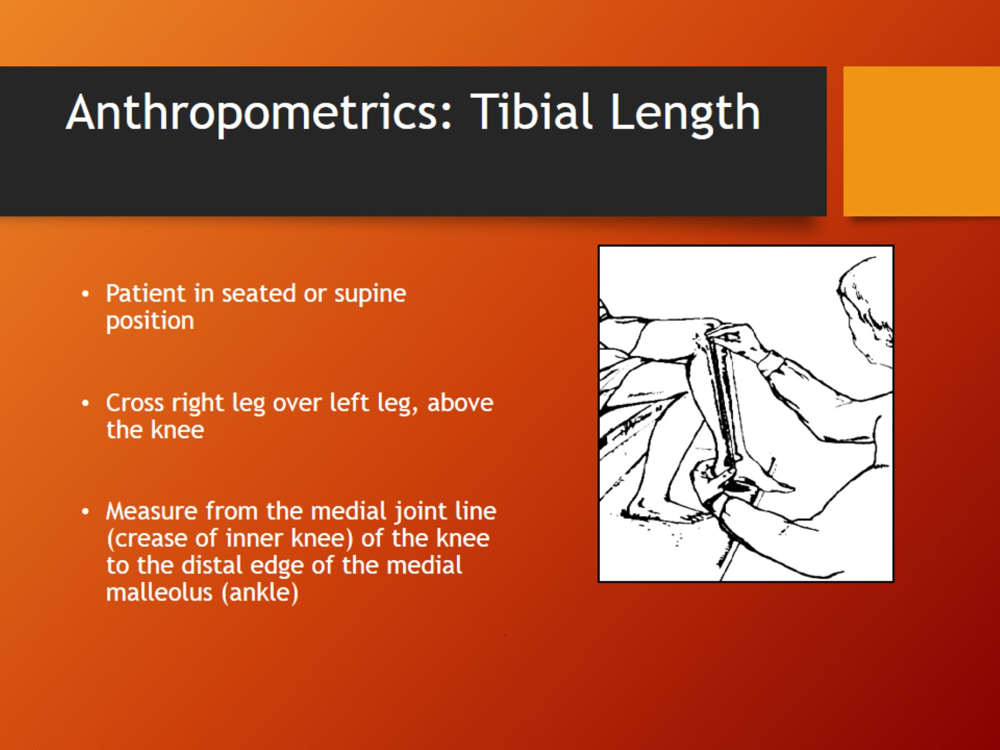 Anthropometrics: Tibial Length
• Patient in seated or supine
position
• Cross right leg over left leg, above
the knee
• Measure from the medial joint line
(crease of inner knee) of the knee
to the distal edge of the medial
malleolus (ankle)